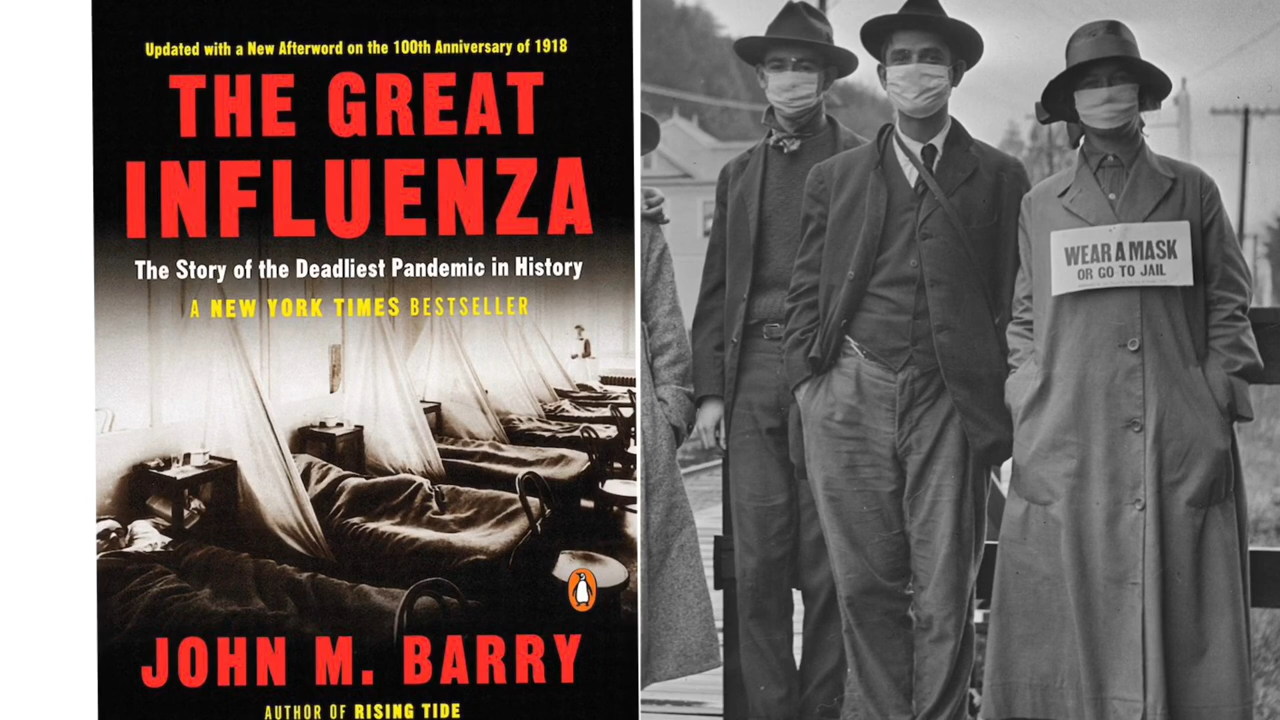 Updated with a New Afterword on the 100th Anniversary of 1918
THE GREAT
INFLUENZA
The Story of the Deadliest Pandemic in History
A NEW YORK TIMES BESTSELLER
JOHN M. BARRY
AUTHOR OF RISING TIDE
WEAR A MASK
OR GO TO JAIL